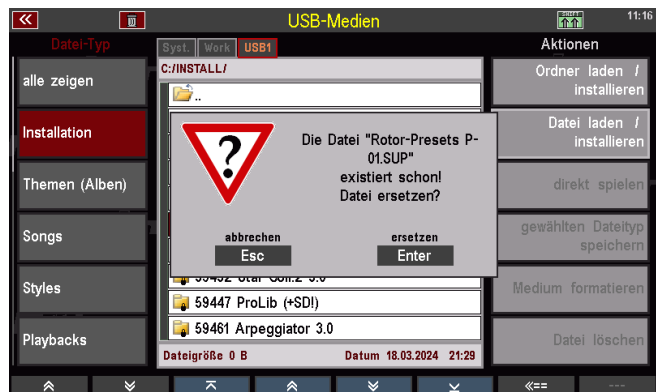 USB-Medien
11:16
Datei-Typ
Syst. Work USB1
Aktionen
C:/INSTALL/
alle zeigen
..
Ordner laden /
installieren
Installation
Die Datei "Rotor-Presets P-
01.SUP"
existiert schon!
Datei ersetzen?
Datei laden /
installieren
Themen (Alben)
direkt spielen
Songs
abbrechen
Esc
ersetzen
Enter
gewählten Dateityp
speichern
Styles
59447 ProLib (+SD!)
Medium formatieren
Playbacks
59461 Arpeggiator 3.0
Datei löschen
Dateigröße 0 B
Datum 18.03.2024 21:29
«==
---